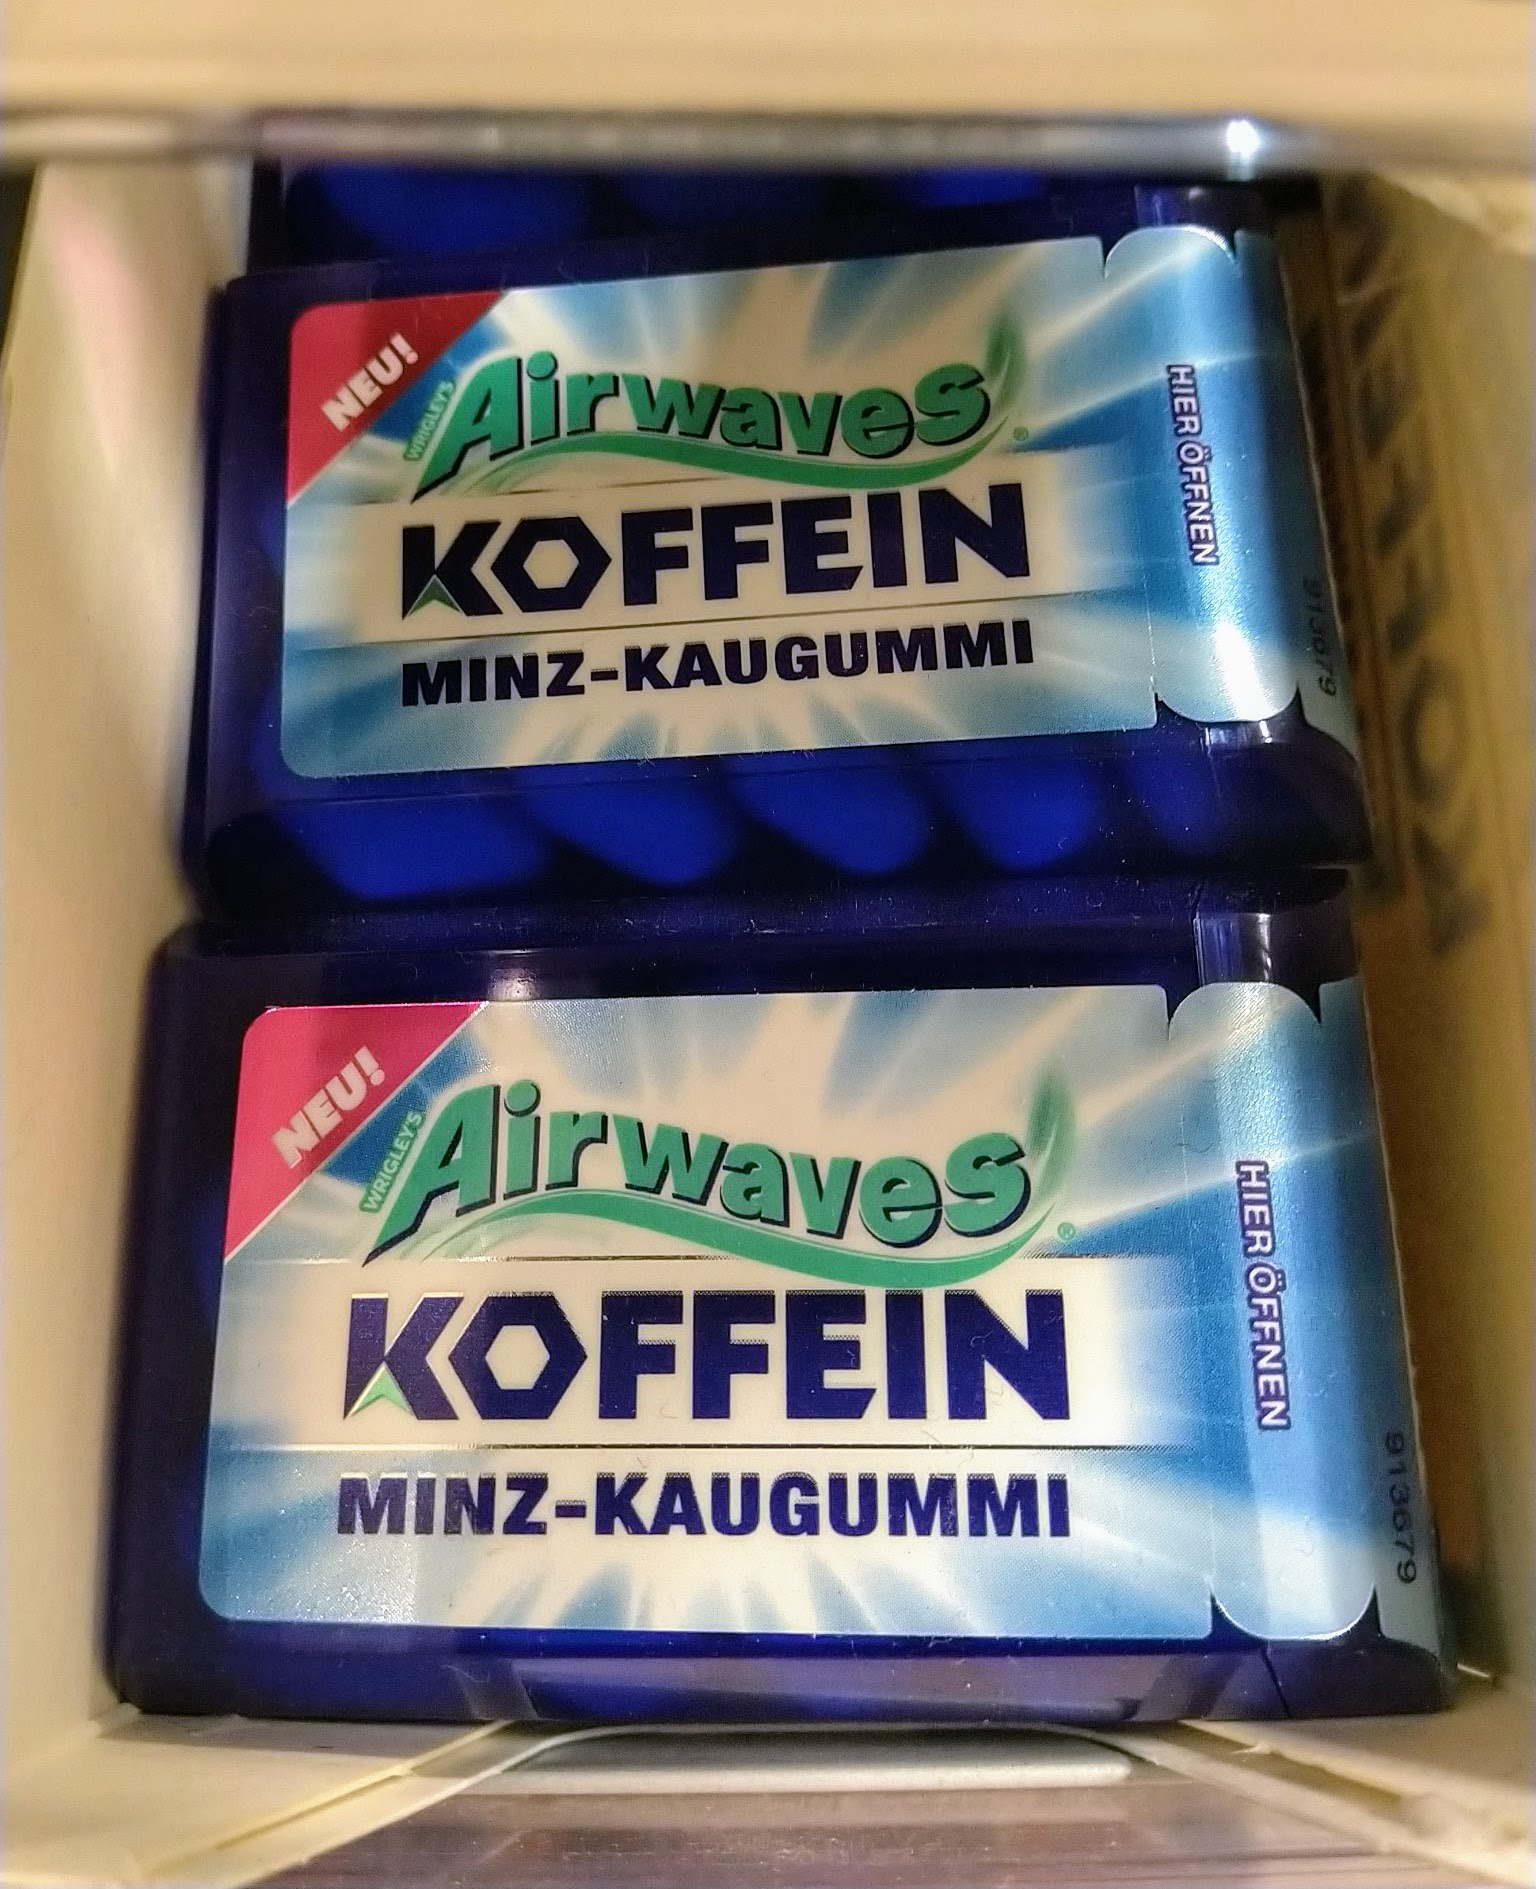 NEU!
WRIGLEY'S
Airwaves®
KOFFEIN
MINZ-KAUGUMMI
HIER ÖFFNEN
913679
NEU!
WRIGLEY'S
Airwaves®
KOFFEIN
MINZ-KAUGUMMI
HIER ÖFFNEN
913679